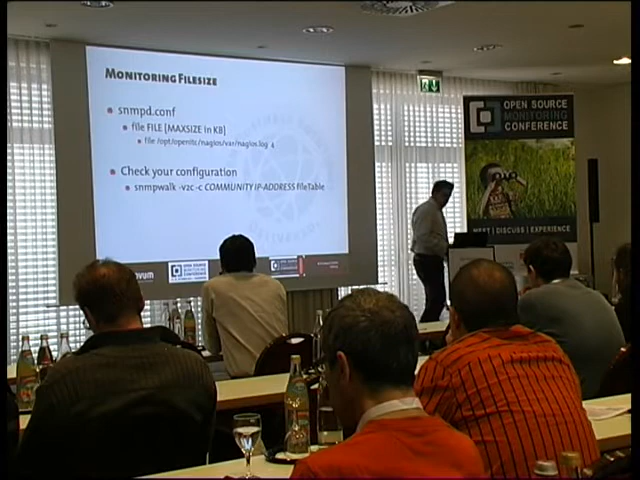 MONITORING FILESIZE
snmpd.conf
file FILE [MAXSIZE in KB]
file /opt/openitc/nagios/var/nagios.log 4
Check your configuration
snmpwalk -v2c -c COMMUNITY IP-ADDRESS fileTable
OPEN SOURCE
MONITORING
CONFERENCE
MEET | DISCUSS | EXPERIENCE